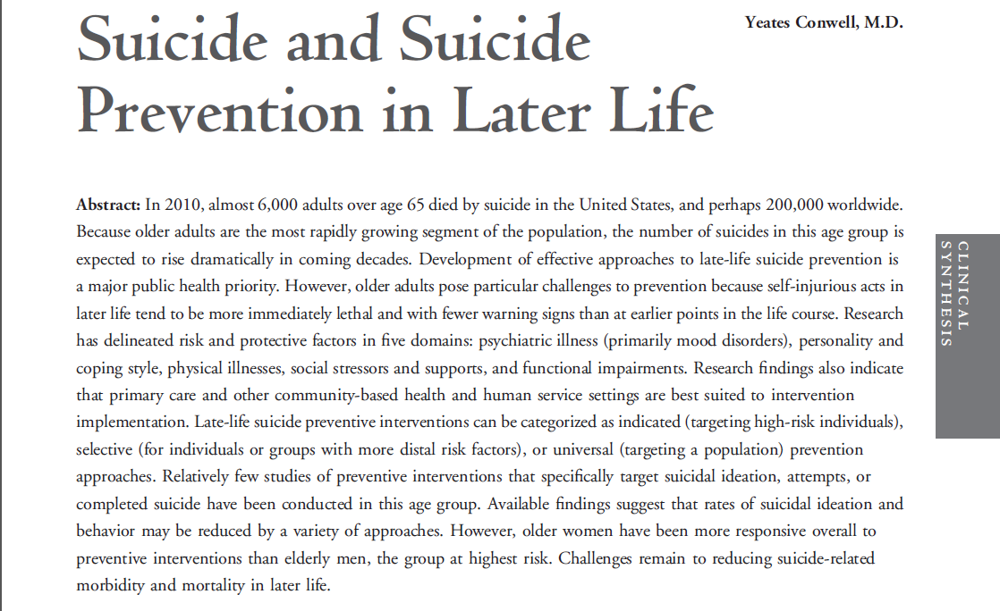 Suicide and Suicide
Prevention in Later Life
Yeates Conwell, M.D.
Abstract: In 2010, almost 6,000 adults over age 65 died by suicide in the United States, and perhaps 200,000 worldwide.
Because older adults are the most rapidly growing segment of the population, the number of suicides in this age group is
expected to rise dramatically in coming decades. Development of effective approaches to late-life suicide prevention is
a major public health priority. However, older adults pose particular challenges to prevention because self-injurious acts in
later life tend to be more immediately lethal and with fewer warning signs than at earlier points in the life course. Research
has delineated risk and protective factors in five domains: psychiatric illness (primarily mood disorders), personality and
coping style, physical illnesses, social stressors and supports, and functional impairments. Research findings also indicate
that primary care and other community-based health and human service settings are best suited to intervention
implementation. Late-life suicide preventive interventions can be categorized as indicated (targeting high-risk individuals),
selective (for individuals or groups with more distal risk factors), or universal (targeting a population) prevention
approaches. Relatively few studies of preventive interventions that specifically target suicidal ideation, attempts, or
completed suicide have been conducted in this age group. Available findings suggest that rates of suicidal ideation and
behavior may be reduced by a variety of approaches. However, older women have been more responsive overall to
preventive interventions than elderly men, the group at highest risk. Challenges remain to reducing suicide-related
morbidity and mortality in later life.
CLINICAL
SYNTHESIS